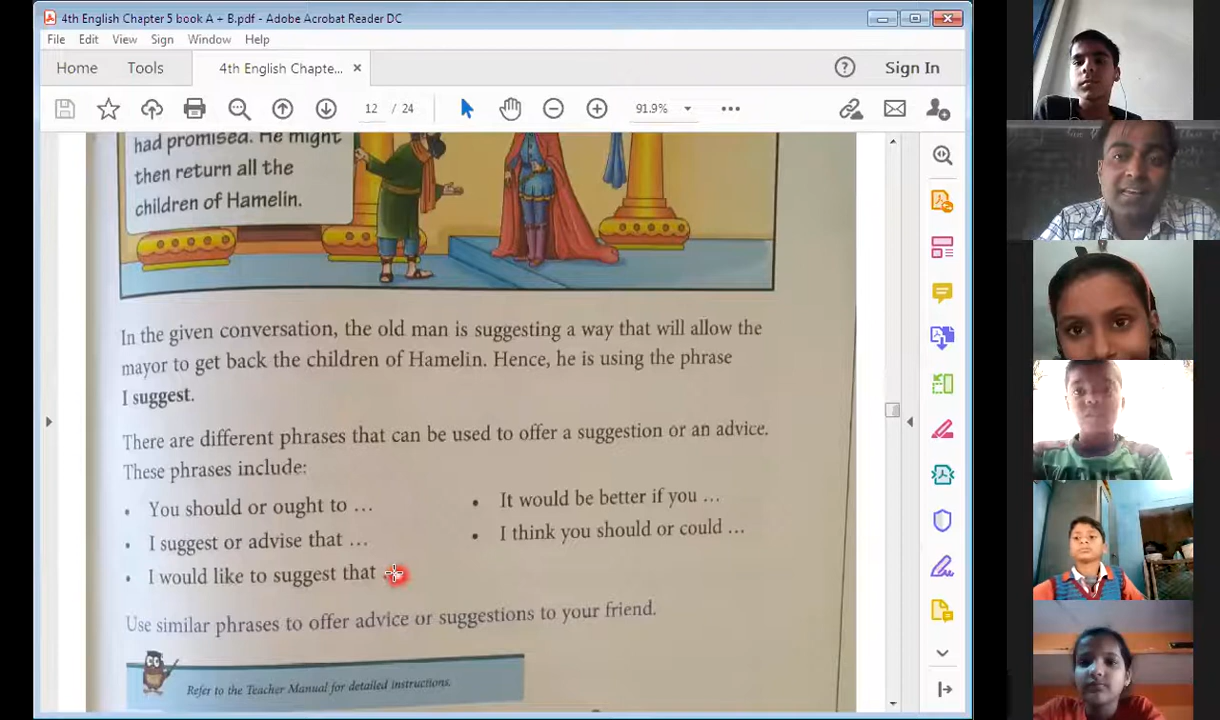 4th English Chapter 5 book A + B.pdf - Adobe Acrobat Reader DC
File Edit View Sign Window Help
Home Tools 4th English Chapte... × Sign In
12 / 24 91.9%
had promised. He might
then return all the
children of Hamelin.
In the given conversation, the old man is suggesting a way that will allow the
mayor to get back the children of Hamelin. Hence, he is using the phrase
I suggest.
There are different phrases that can be used to offer a suggestion or an advice.
These phrases include:
• You should or ought to ...
• I suggest or advise that ...
• I would like to suggest that
• It would be better if you ...
• I think you should or could ...
Use similar phrases to offer advice or suggestions to your friend.
Refer to the Teacher Manual for detailed instructions.